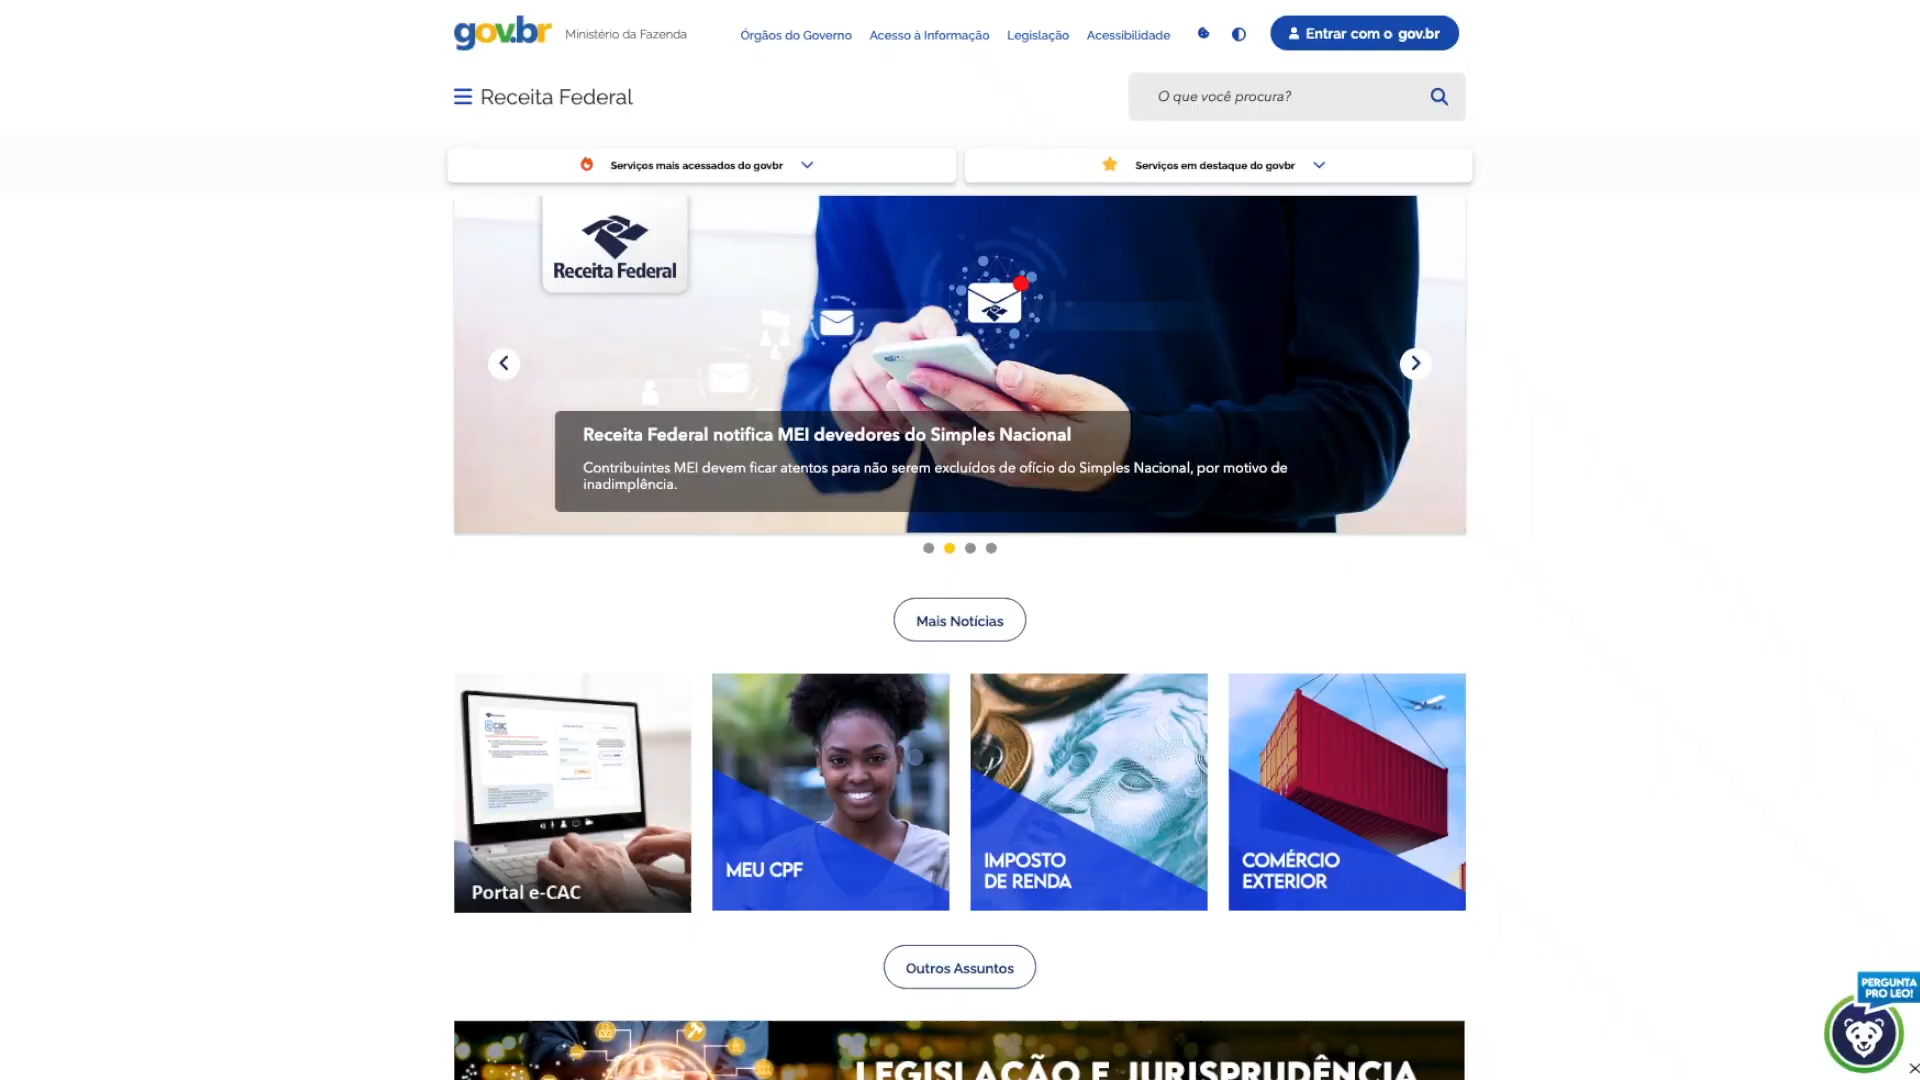 gov.br Ministério da Fazenda Órgãos do Governo Acesso à Informação Legislação Acessibilidade Entrar com o gov.br
Receita Federal O que você procura?
Serviços mais acessados do govbr Serviços em destaque do govbr
Receita Federal
Receita Federal notifica MEI devedores do Simples Nacional
Contribuintes MEI devem ficar atentos para não serem excluídos de ofício do Simples Nacional, por motivo de
inadimplência.
Mais Notícias
Portal e-CAC
MEU CPF
IMPOSTO
DE RENDA
COMÉRCIO
EXTERIOR
Outros Assuntos
PERGUNTA
PRO LEO!
LEGISLAÇÃO E JURISPRUDÊNCIA